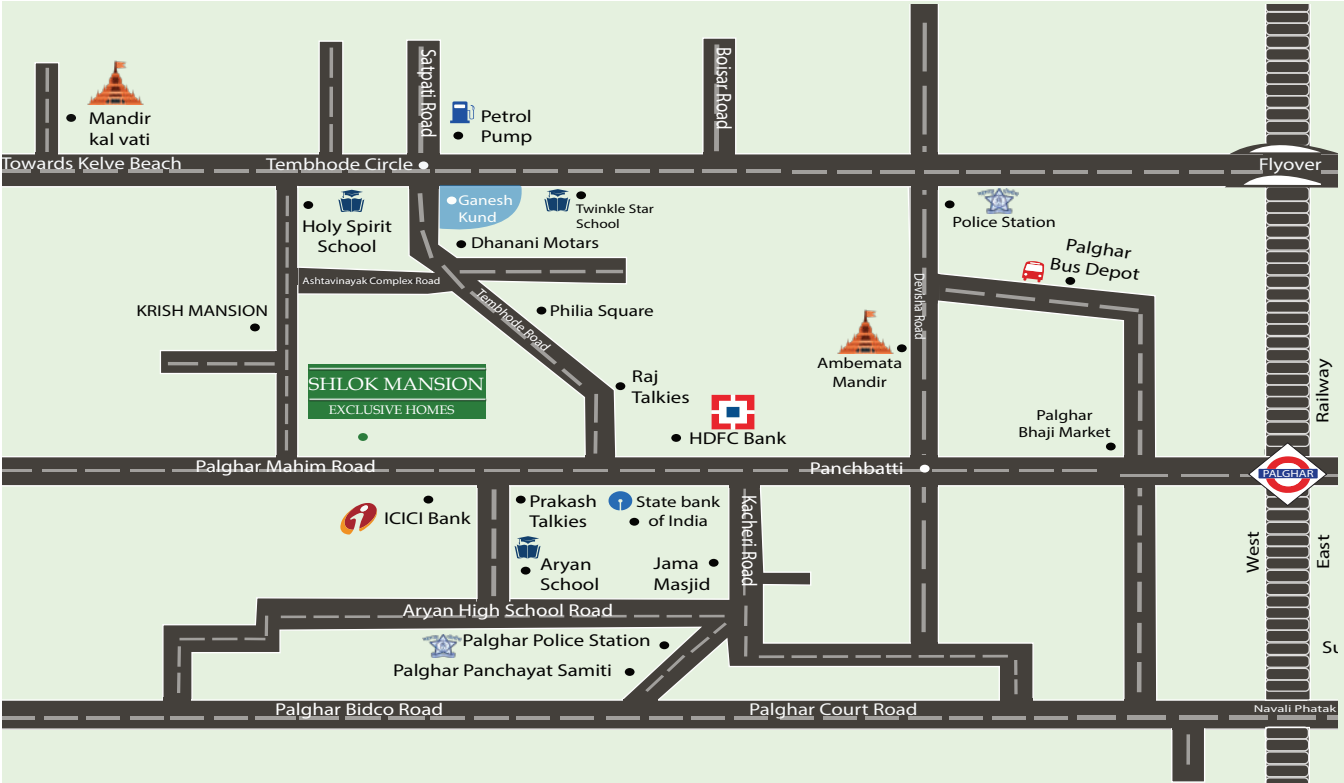 Satpati Road
Boisar Road
Mandir
kal vati
Petrol
Pump
Towards Kelve Beach
Tembhode Circle
Flyover
Holy Spirit
School
Ganesh
Kund
Twinkle Star
School
Police Station
Dhanani Motars
Palghar
Bus Depot
Ashtavinayak Complex Road
Tembhode Road
Devisha Road
KRISH MANSION
Philia Square
Ambemata
Mandir
SHLOK MANSION
EXCLUSIVE HOMES
Raj
Talkies
HDFC Bank
Palghar
Bhaji Market
Railway
Palghar Mahim Road
Panchbatti
PALGHAR
ICICI Bank
Prakash
Talkies
State bank
of India
Kacheri Road
West
East
Aryan
School
Jama
Masjid
Aryan High School Road
Palghar Police Station
Palghar Panchayat Samiti
Su
Palghar Bidco Road
Palghar Court Road
Navali Phatak